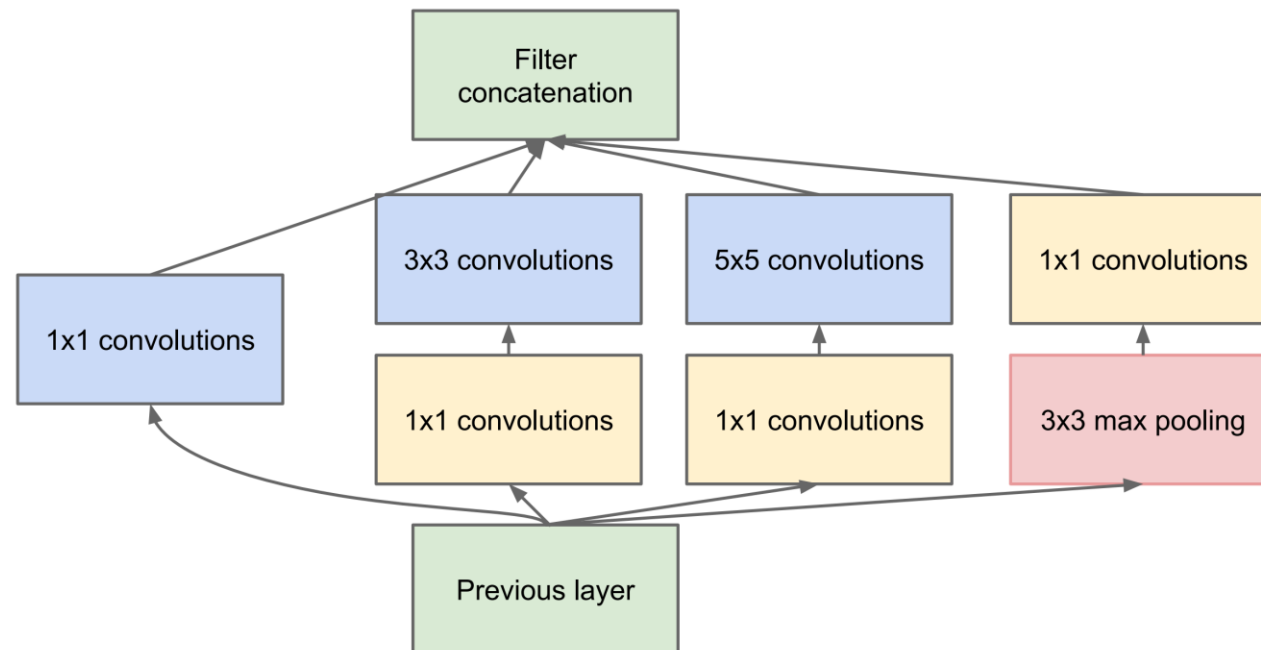 Filter
concatenation
3x3 convolutions
5x5 convolutions
1x1 convolutions
1x1 convolutions
1x1 convolutions
1x1 convolutions
3x3 max pooling
Previous layer